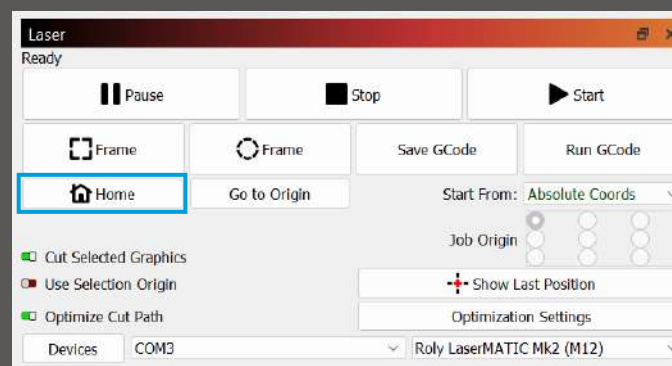 Laser
Ready
Pause Stop Start
Frame Frame Save GCode Run GCode
Home Go to Origin Start From: Absolute Coords
Job Origin
Cut Selected Graphics
Use Selection Origin Show Last Position
Optimize Cut Path Optimization Settings
Devices COM3 Roly LaserMATIC Mk2 (M12)